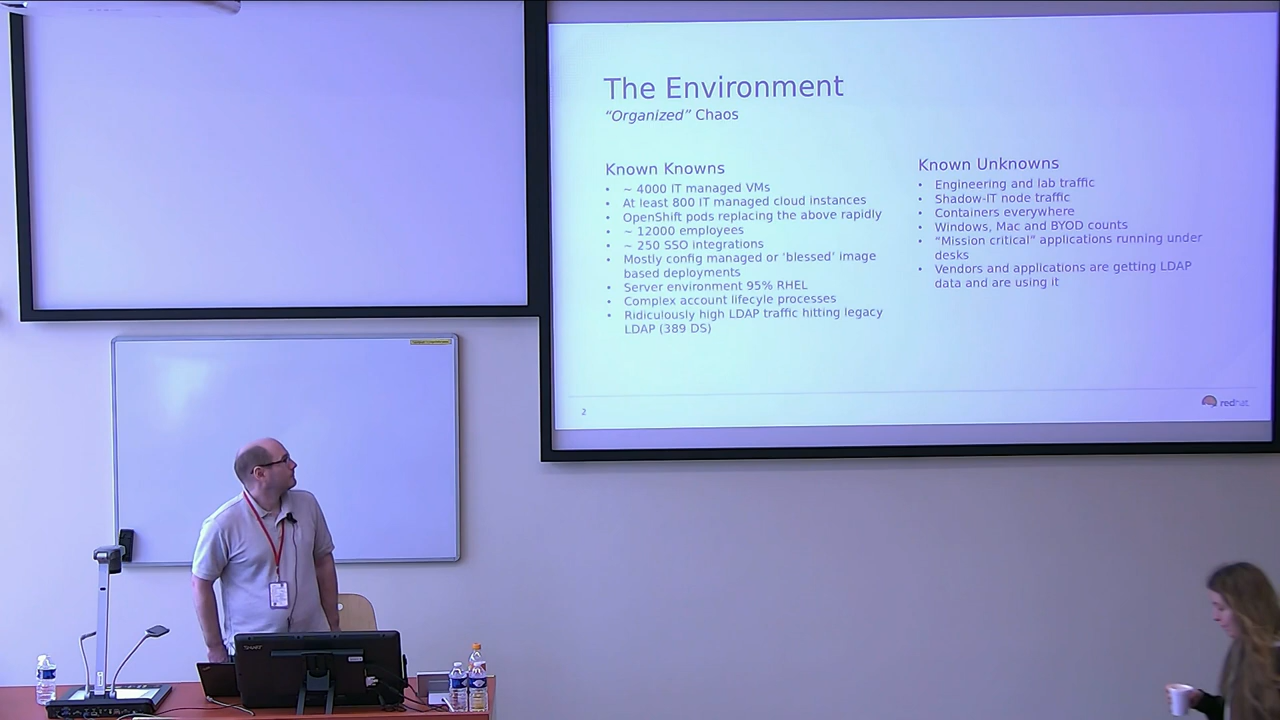 The Environment
“Organized” Chaos
Known Knowns
• ~ 4000 IT managed VMs
• At least 800 IT managed cloud instances
• OpenShift pods replacing the above rapidly
• ~ 12000 employees
• ~ 250 SSO integrations
• Mostly config managed or ‘blessed’ image
based deployments
• Server environment 95% RHEL
• Complex account lifecyle processes
• Ridiculously high LDAP traffic hitting legacy
LDAP (389 DS)
Known Unknowns
• Engineering and lab traffic
• Shadow-IT node traffic
• Containers everywhere
• Windows, Mac and BYOD counts
• “Mission critical” applications running under
desks
• Vendors and applications are getting LDAP
data and are using it
2
redhat
SMART